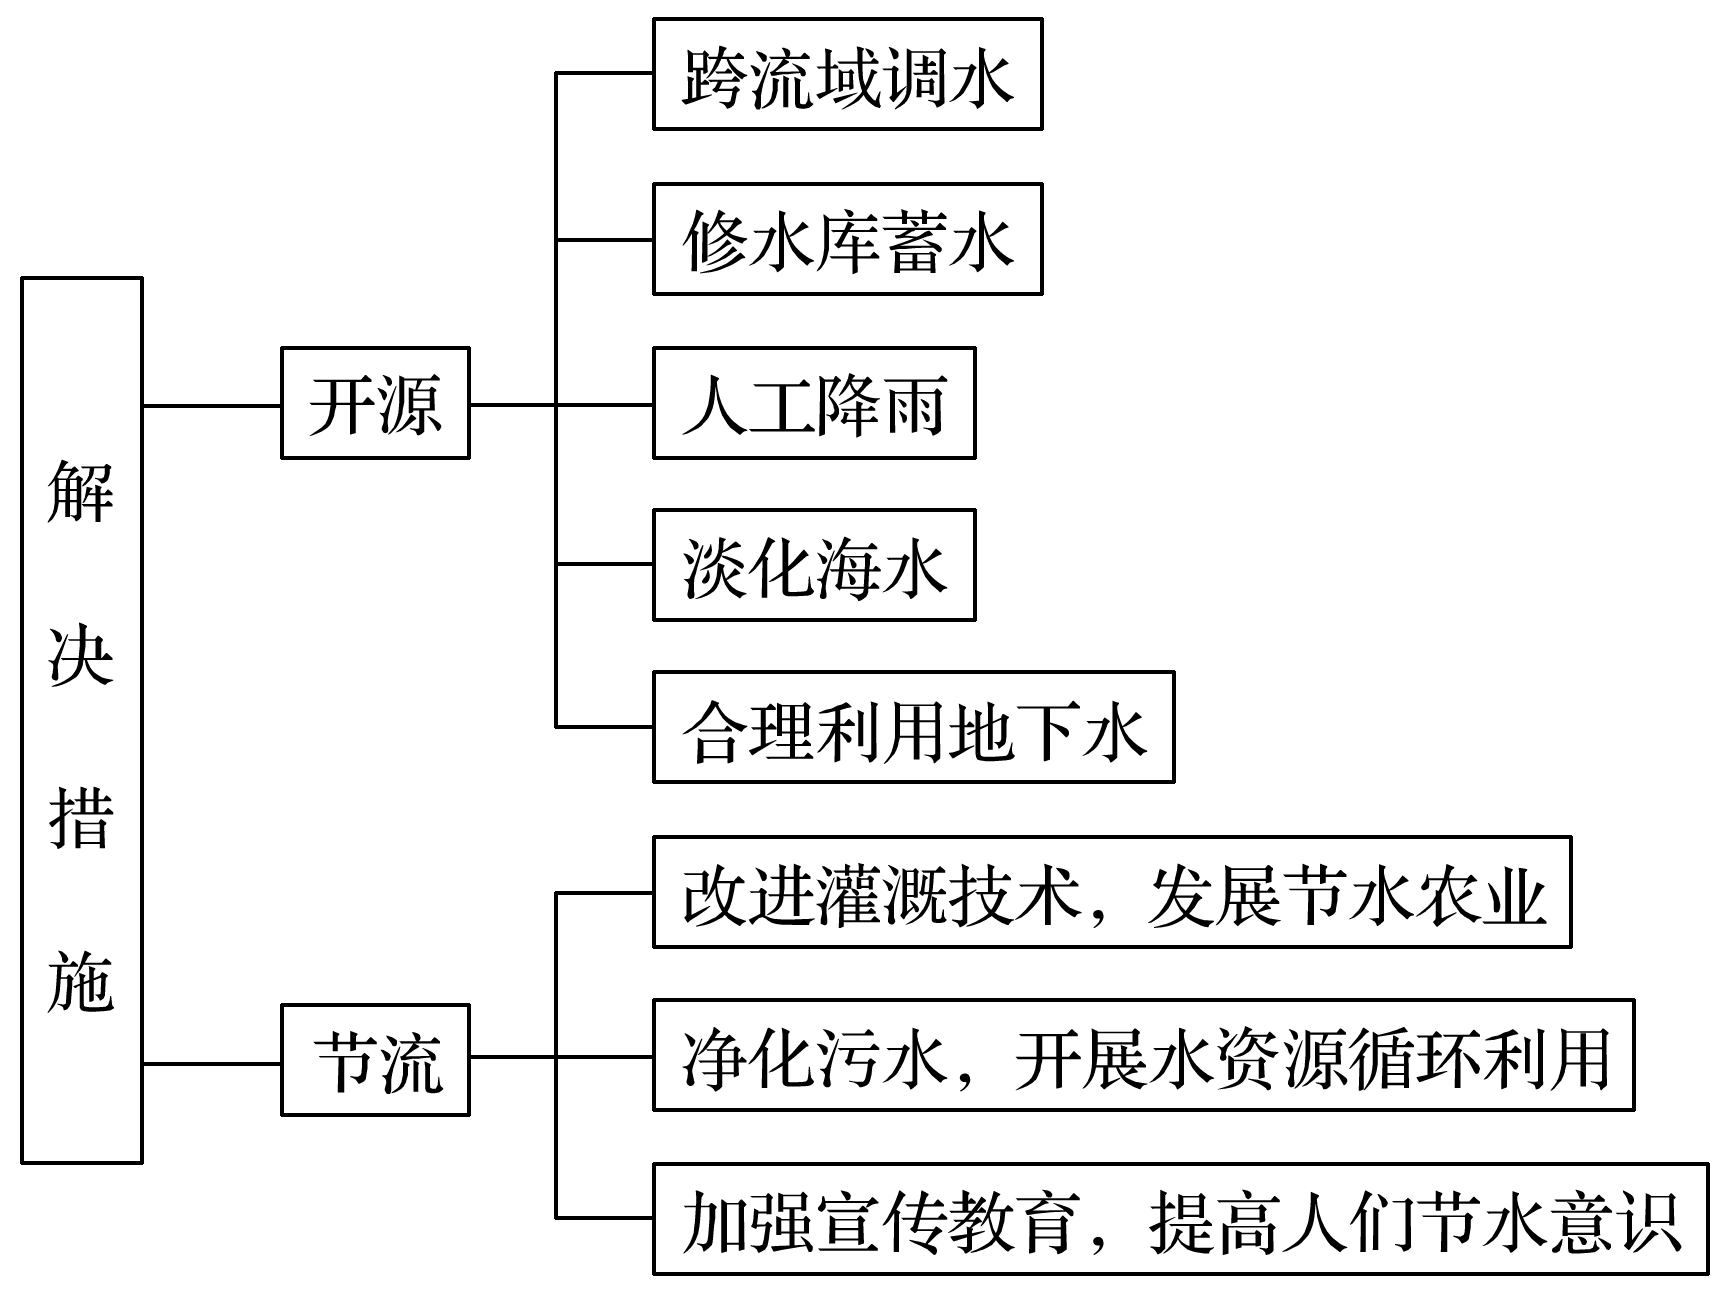 解决措施
开源
跨流域调水
修水库蓄水
人工降雨
淡化海水
合理利用地下水
节流
改进灌溉技术，发展节水农业
净化污水，开展水资源循环利用
加强宣传教育，提高人们节水意识